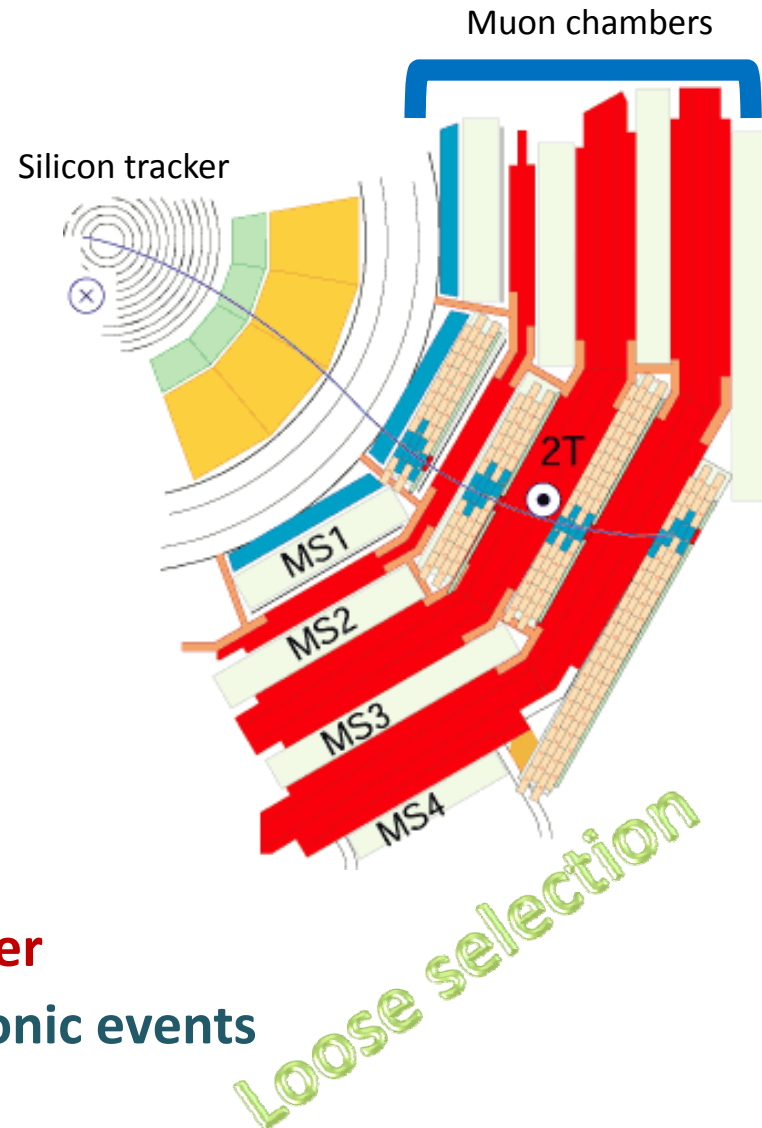 Muon chambers
Silicon tracker
2T
MS1
MS2
MS3
MS4
er
onic events
Loose selection